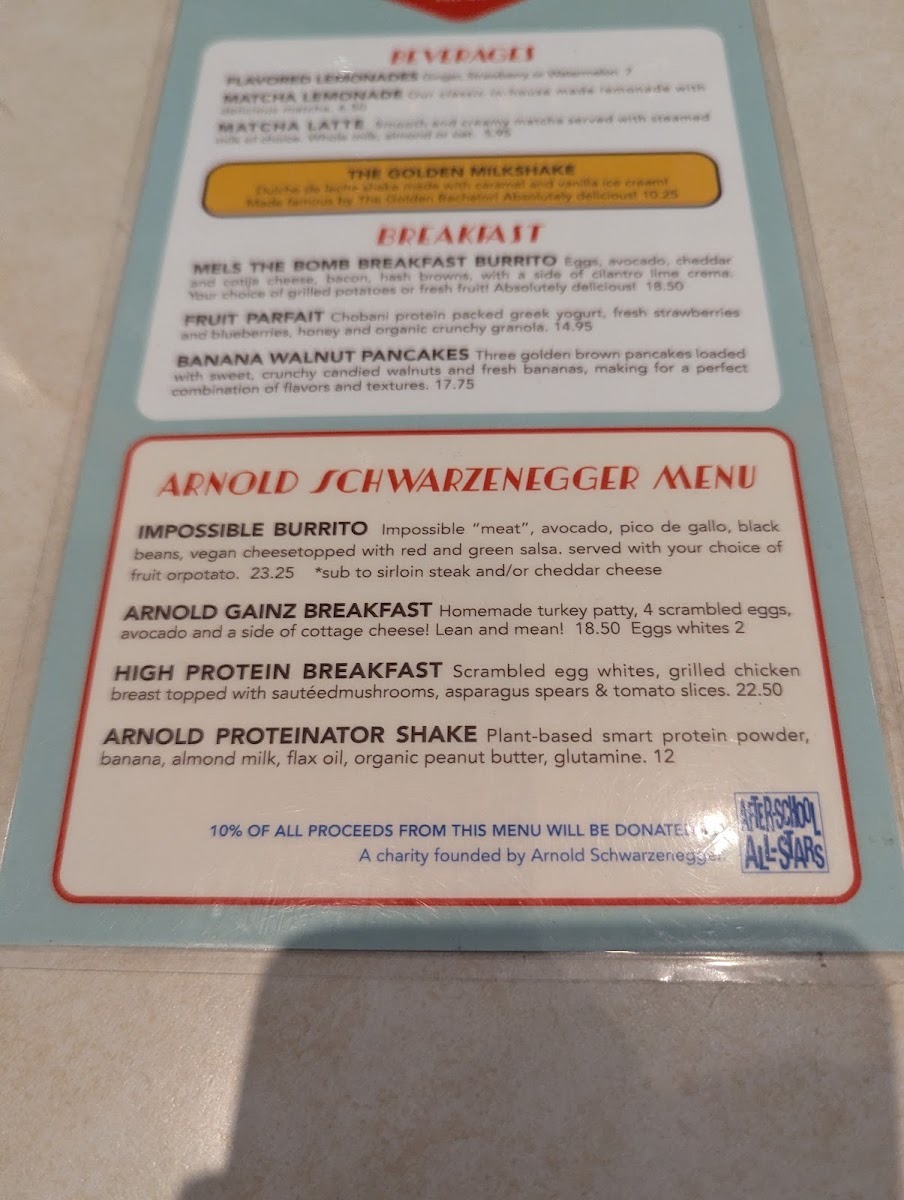 BEVERAGES
FLAVORED LEMONADES Ginger, Strawberry or Watermelon 7
MATCHA LEMONADE Our classic in-house made lemonade with
delicious matcha. 6.50
MATCHA LATTE Smooth and creamy matcha served with steamed
milk of choice. Whole milk, almond or oat. 5.95
THE GOLDEN MILKSHAKE
Dulche de leche shake made with caramel and vanilla ice cream!
Made famous by The Golden Bachelor! Absolutely delicious! 10.25
BREAKFAST
MELS THE BOMB BREAKFAST BURRITO Eggs, avocado, cheddar
and cotija cheese, bacon, hash browns, with a side of cilantro lime crema.
Your choice of grilled potatoes or fresh fruit! Absolutely delicious! 18.50
FRUIT PARFAIT Chobani protein packed greek yogurt, fresh strawberries
and blueberries, honey and organic crunchy granola. 14.95
BANANA WALNUT PANCAKES Three golden brown pancakes loaded
with sweet, crunchy candied walnuts and fresh bananas, making for a perfect
combination of flavors and textures. 17.75
ARNOLD SCHWARZENEGGER MENU
IMPOSSIBLE BURRITO Impossible "meat", avocado, pico de gallo, black
beans, vegan cheesetopped with red and green salsa. served with your choice of
fruit orpotato. 23.25 *sub to sirloin steak and/or cheddar cheese
ARNOLD GAINZ BREAKFAST Homemade turkey patty, 4 scrambled eggs,
avocado and a side of cottage cheese! Lean and mean! 18.50 Eggs whites 2
HIGH PROTEIN BREAKFAST Scrambled egg whites, grilled chicken
breast topped with sautéedmushrooms, asparagus spears & tomato slices. 22.50
ARNOLD PROTEINATOR SHAKE Plant-based smart protein powder,
banana, almond milk, flax oil, organic peanut butter, glutamine. 12
10% OF ALL PROCEEDS FROM THIS MENU WILL BE DONATED
A charity founded by Arnold Schwarzenegger.
AFTER-SCHOOL
ALL-STARS